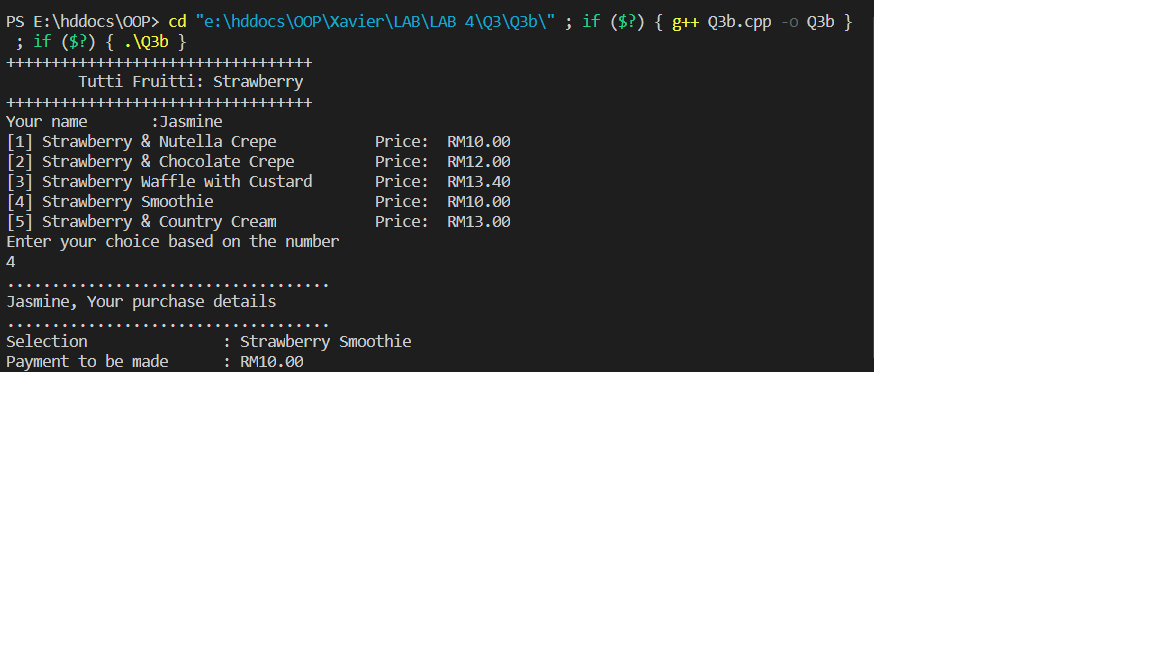 PS E:\hddocs\OOP> cd "e:\hddocs\OOP\Xavier\LAB\LAB 4\Q3\Q3b\" ; if ($?) { g++ Q3b.cpp -o Q3b }
 ; if ($?) { .\Q3b }
++++++++++++++++++++++++++++++++++
        Tutti Fruitti: Strawberry
++++++++++++++++++++++++++++++++++
Your name       :Jasmine
[1] Strawberry & Nutella Crepe           Price:  RM10.00
[2] Strawberry & Chocolate Crepe         Price:  RM12.00
[3] Strawberry Waffle with Custard       Price:  RM13.40
[4] Strawberry Smoothie                  Price:  RM10.00
[5] Strawberry & Country Cream           Price:  RM13.00
Enter your choice based on the number
4
....................................
Jasmine, Your purchase details
....................................
Selection               : Strawberry Smoothie
Payment to be made      : RM10.00